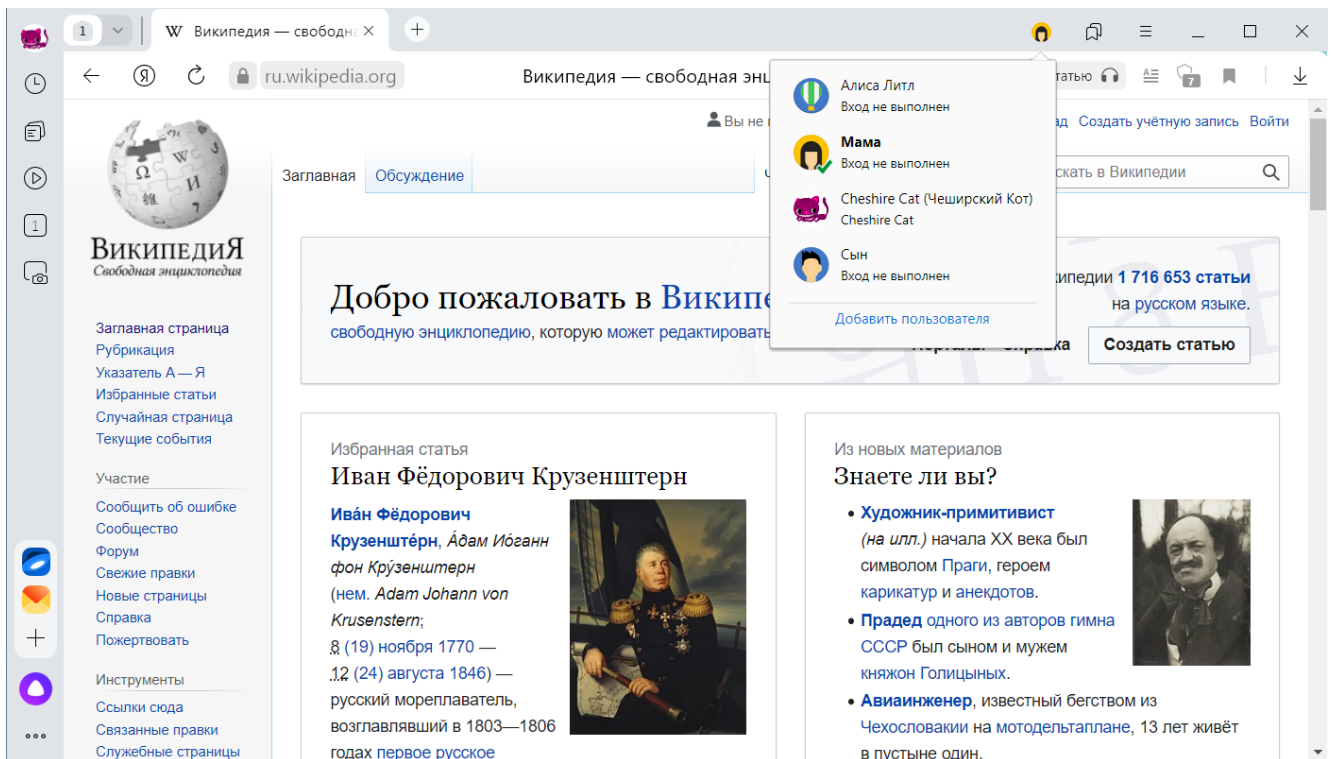 1
W Википедия — свободн
Я
ru.wikipedia.org
Википедия — свободная энц
татью
7
1
Алиса Литл
Вход не выполнен
Мама
Вход не выполнен
Cheshire Cat (Чеширский Кот)
Cheshire Cat
Сын
Вход не выполнен
Добавить пользователя
Вы не
Создать учётную запись Войти
Заглавная Обсуждение
скать в Википедии
Ω W И 7
ВикипедиЯ
Свободная энциклопедия
Заглавная страница
Рубрикация
Указатель А — Я
Избранные статьи
Случайная страница
Текущие события
Участие
Сообщить об ошибке
Сообщество
Форум
Свежие правки
Новые страницы
Справка
Пожертвовать
Инструменты
Ссылки сюда
Связанные правки
Служебные страницы
Добро пожаловать в Википе
свободную энциклопедию, которую может редактировать
ипедии 1 716 653 статьи
на русском языке.
Создать статью
Избранная статья
Иван Фёдорович Крузенштерн
Ива́н Фёдорович
Крузенште́рн, А́дам Ио́ганн
фон Кру́зенштерн
(нем. Adam Johann von
Krusenstern;
8 (19) ноября 1770 —
12 (24) августа 1846) —
русский мореплаватель,
возглавлявший в 1803—1806
годах первое русское
Из новых материалов
Знаете ли вы?
• Художник-примитивист
(на илл.) начала XX века был
символом Праги, героем
карикатур и анекдотов.
• Прадед одного из авторов гимна
СССР был сыном и мужем
княжон Голицыных.
• Авиаинженер, известный бегством из
Чехословакии на мотодельтаплане, 13 лет живёт
в пустыне один.